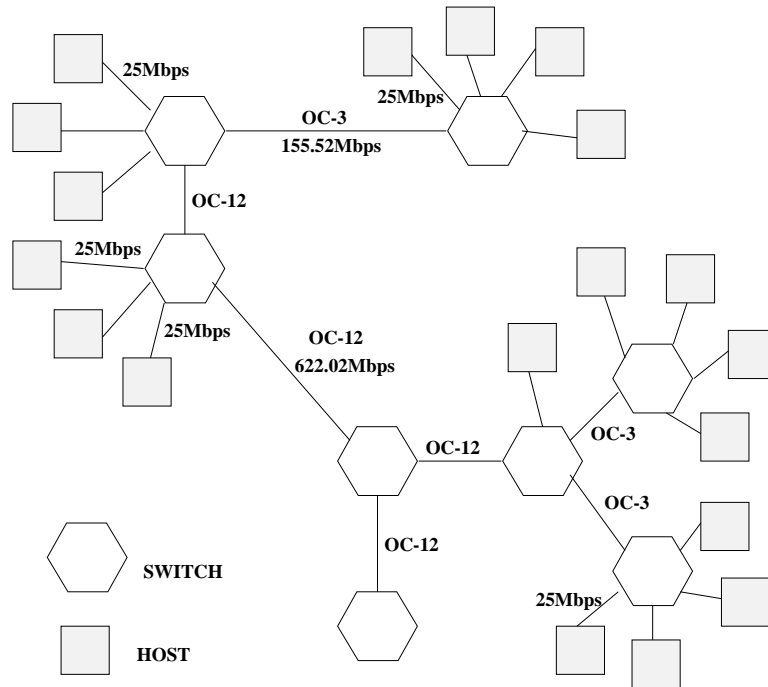 25Mbps
25Mbps
OC-3
155.52Mbps
OC-12
25Mbps
25Mbps
OC-12
622.02Mbps
OC-12
OC-3
OC-3
OC-12
25Mbps
SWITCH
HOST